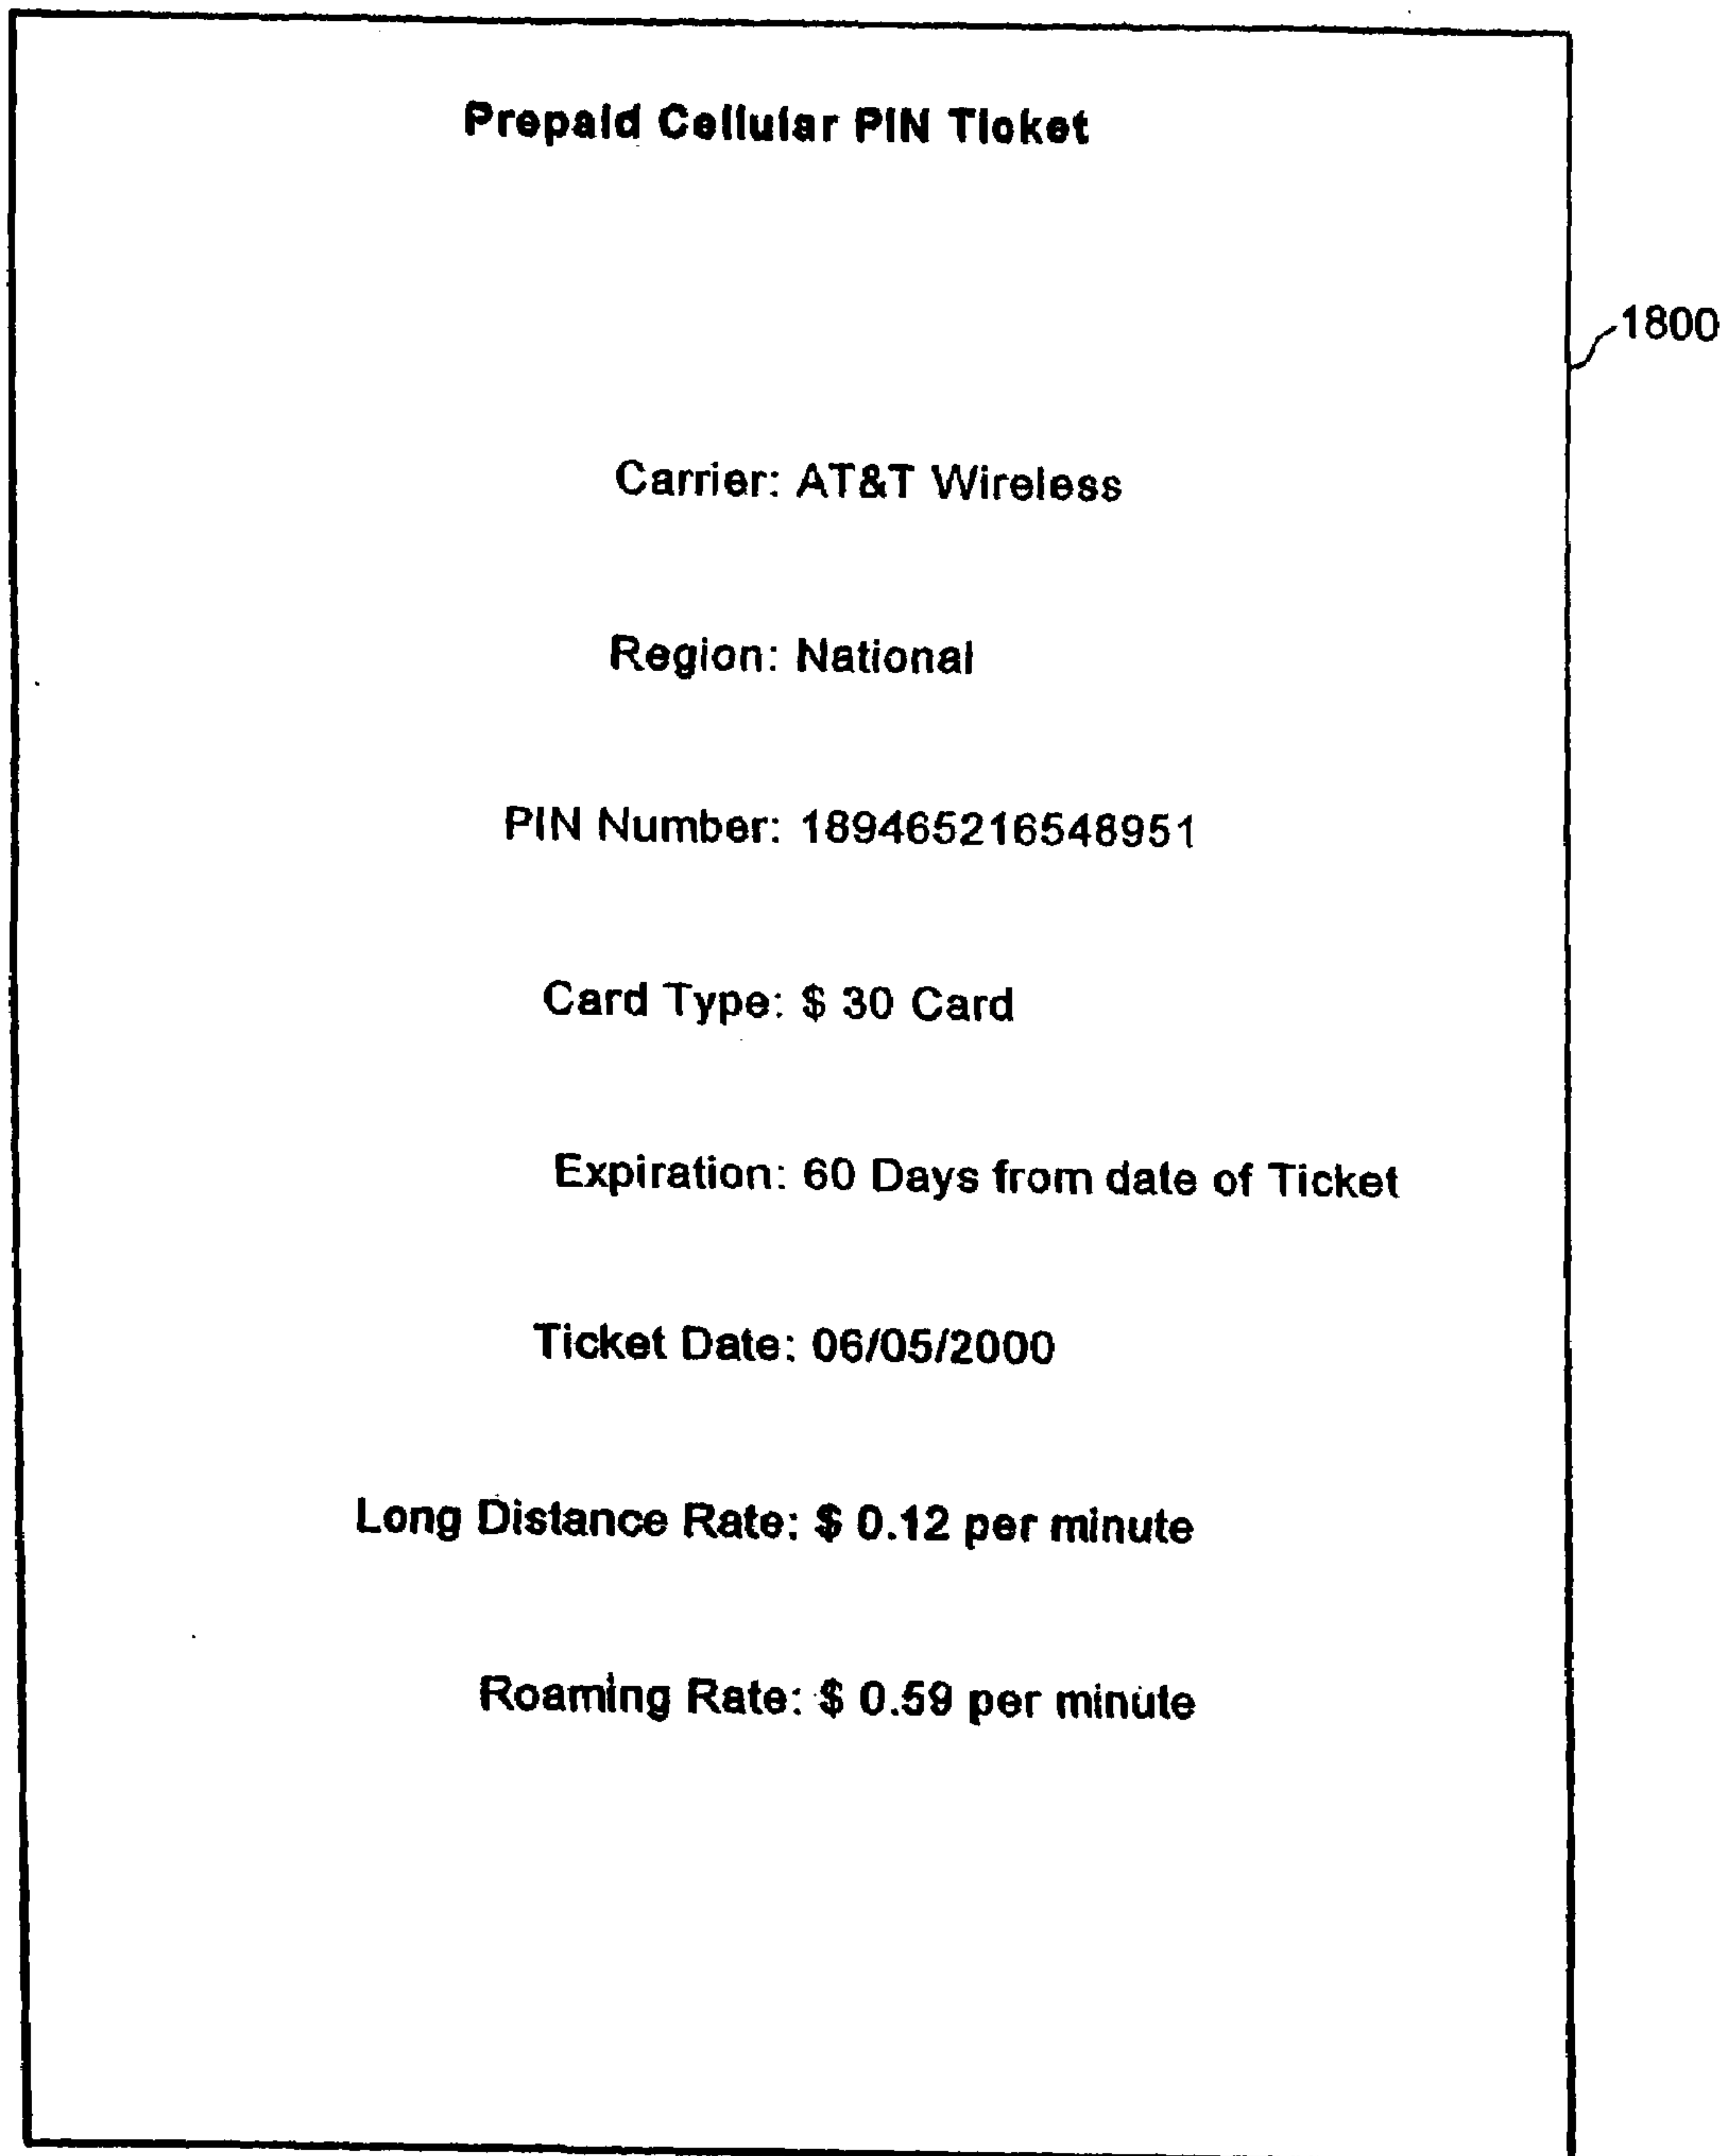 Prepaid Cellular PIN Ticket
1800
Carrier: AT&T Wireless
Region: National
PIN Number: 189465216548951
Card Type: $ 30 Card
Expiration: 60 Days from date of Ticket
Ticket Date: 06/05/2000
Long Distance Rate: $ 0.12 per minute
Roaming Rate: $ 0.59 per minute